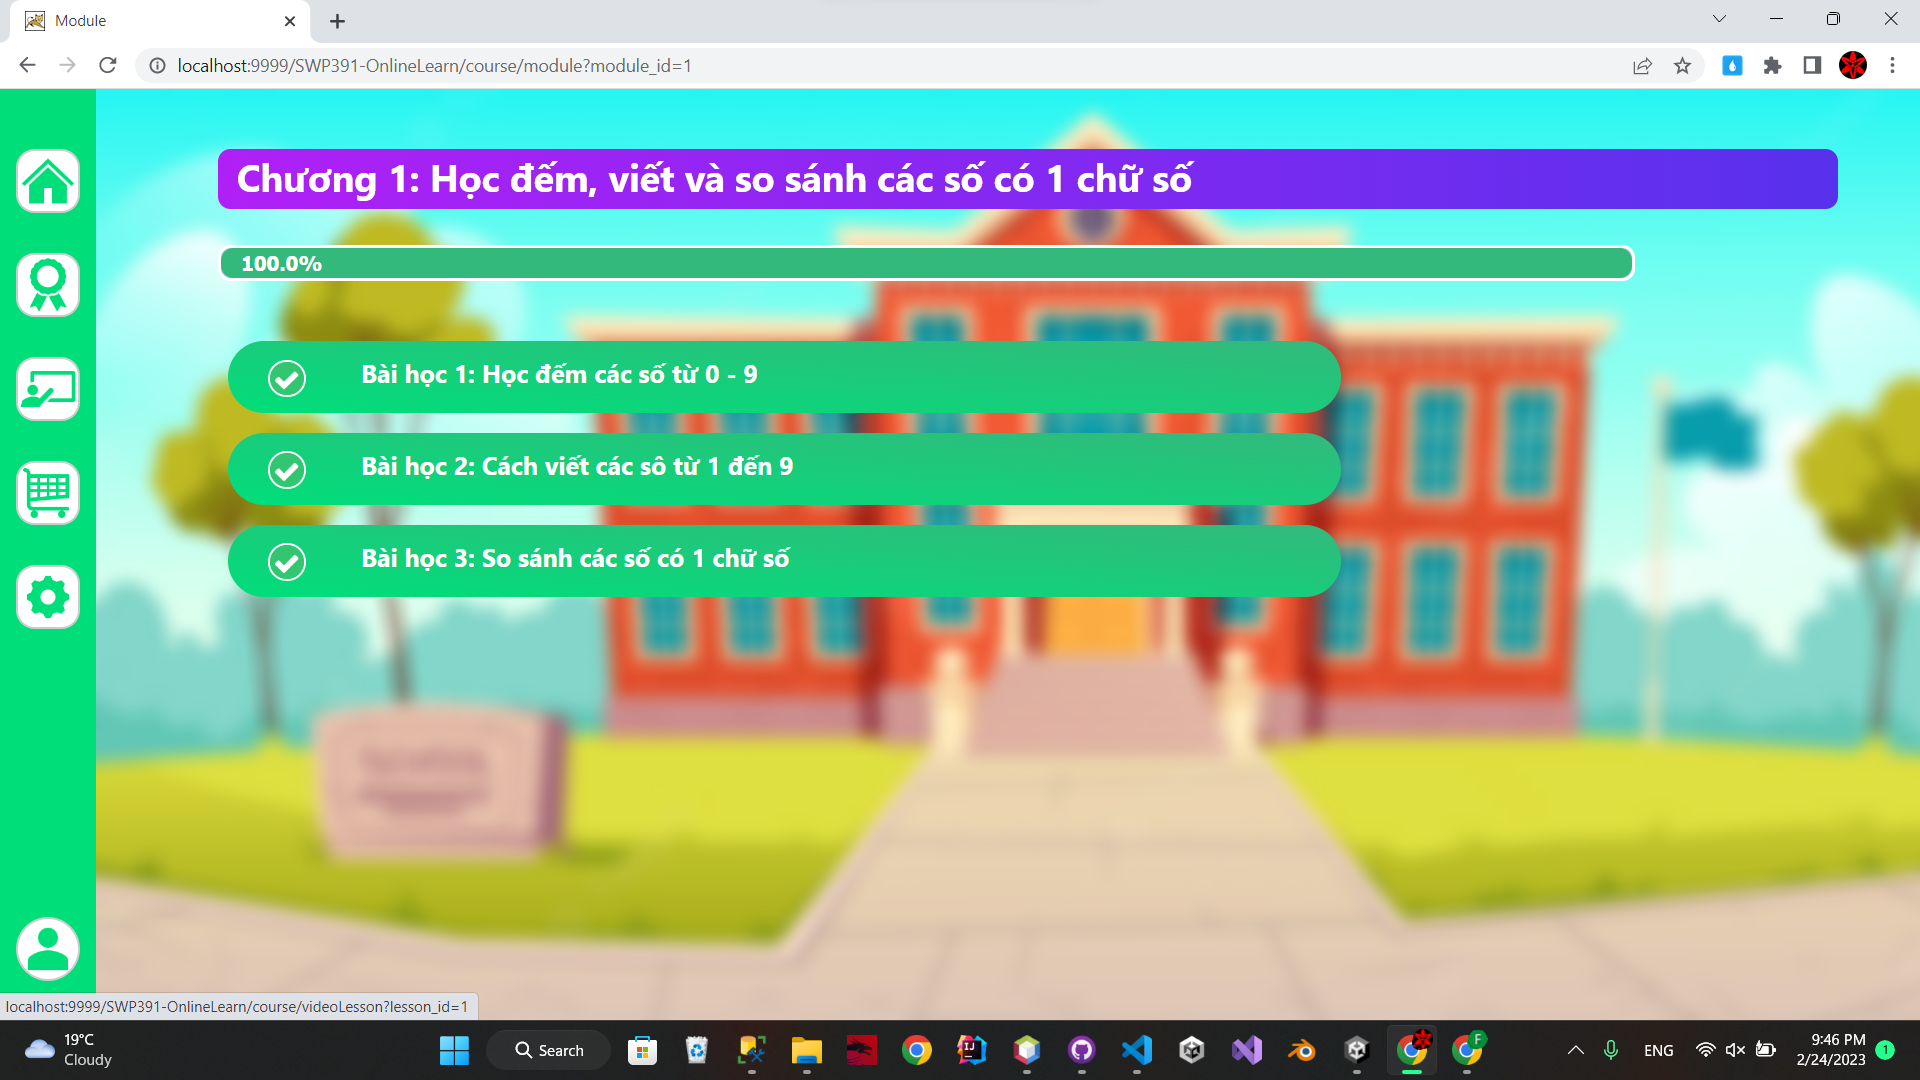 Module
localhost:9999/SWP391-OnlineLearn/course/module?module_id=1
Chương 1: Học đếm, viết và so sánh các số có 1 chữ số
100.0%
Bài học 1: Học đếm các số từ 0 - 9
Bài học 2: Cách viết các sô từ 1 đến 9
Bài học 3: So sánh các số có 1 chữ số
localhost:9999/SWP391-OnlineLearn/course/videoLesson?lesson_id=1
19°C
Cloudy
Search
IJ
F
ENG
9:46 PM
2/24/2023
1